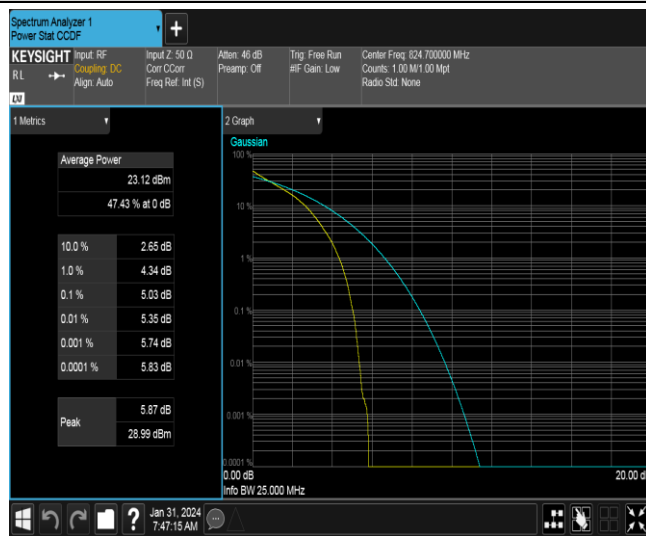 Spectrum Analyzer 1
Power Stat CCDF
+
KEYSIGHT
RL
LXI
Input: RF
Coupling: DC
Align: Auto
Input Z: 50 Ω
Corr CCorr
Freq Ref: Int (S)
Atten: 46 dB
Preamp: Off
Trig: Free Run
#IF Gain: Low
Center Freq: 824.700000 MHz
Counts: 1.00 M/1.00 Mpt
Radio Std: None
1 Metrics
Average Power
23.12 dBm
47.43 % at 0 dB
10.0 % 2.65 dB
1.0 % 4.34 dB
0.1 % 5.03 dB
0.01 % 5.35 dB
0.001 % 5.74 dB
0.0001 % 5.83 dB
Peak
5.87 dB
28.99 dBm
2 Graph
Gaussian
100 %
10 %
1 %
0.1 %
0.01 %
0.001 %
0.0001 %
0.00 dB
20.00 d
Info BW 25.000 MHz
?
Jan 31, 2024
7:47:15 AM